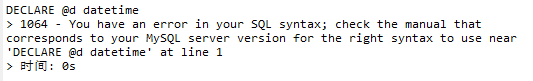 DECLARE @d datetime
> 1064 - You have an error in your SQL syntax; check the manual that
corresponds to your MySQL server version for the right syntax to use near
'DECLARE @d datetime' at line 1
> 时间: 0s